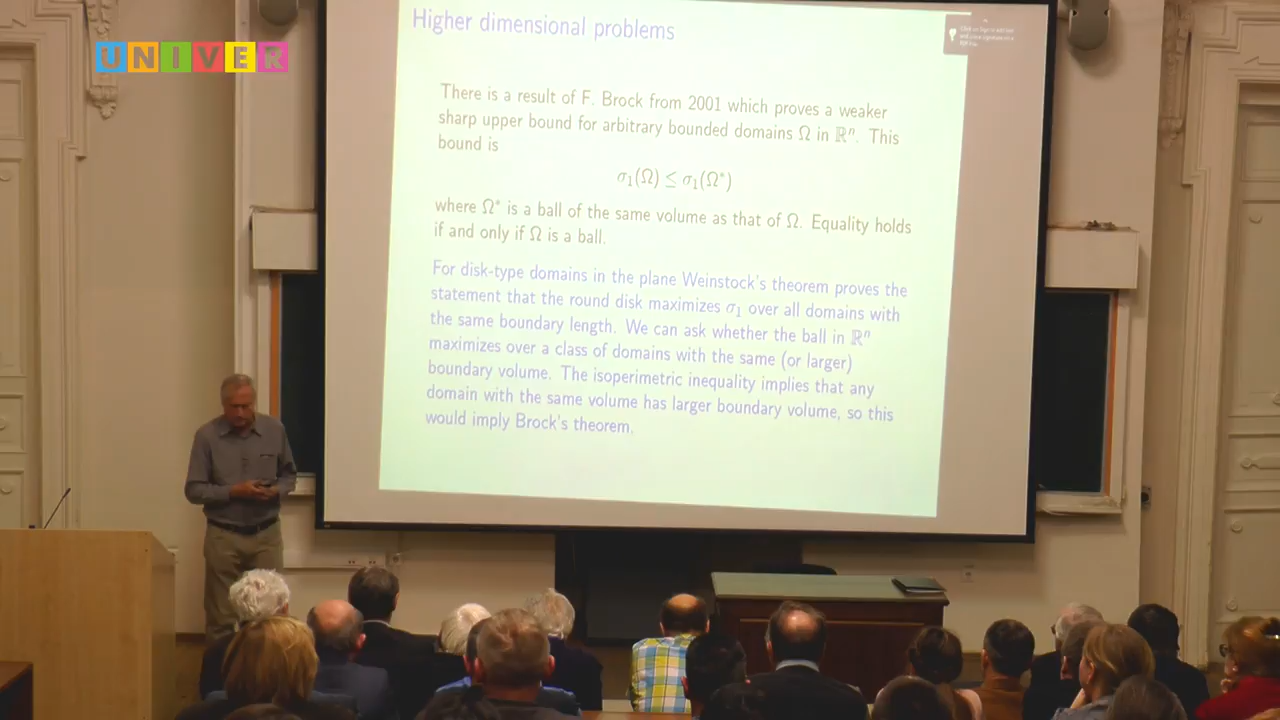 UNIVER
Higher dimensional problems
There is a result of F. Brock from 2001 which proves a weaker
sharp upper bound for arbitrary bounded domains Ω in ℝⁿ. This
bound is
σ₁(Ω) ≤ σ₁(Ω*)
where Ω* is a ball of the same volume as that of Ω. Equality holds
if and only if Ω is a ball.
For disk-type domains in the plane Weinstock's theorem proves the
statement that the round disk maximizes σ₁ over all domains with
the same boundary length. We can ask whether the ball in ℝⁿ
maximizes over a class of domains with the same (or larger)
boundary volume. The isoperimetric inequality implies that any
domain with the same volume has larger boundary volume, so this
would imply Brock's theorem.